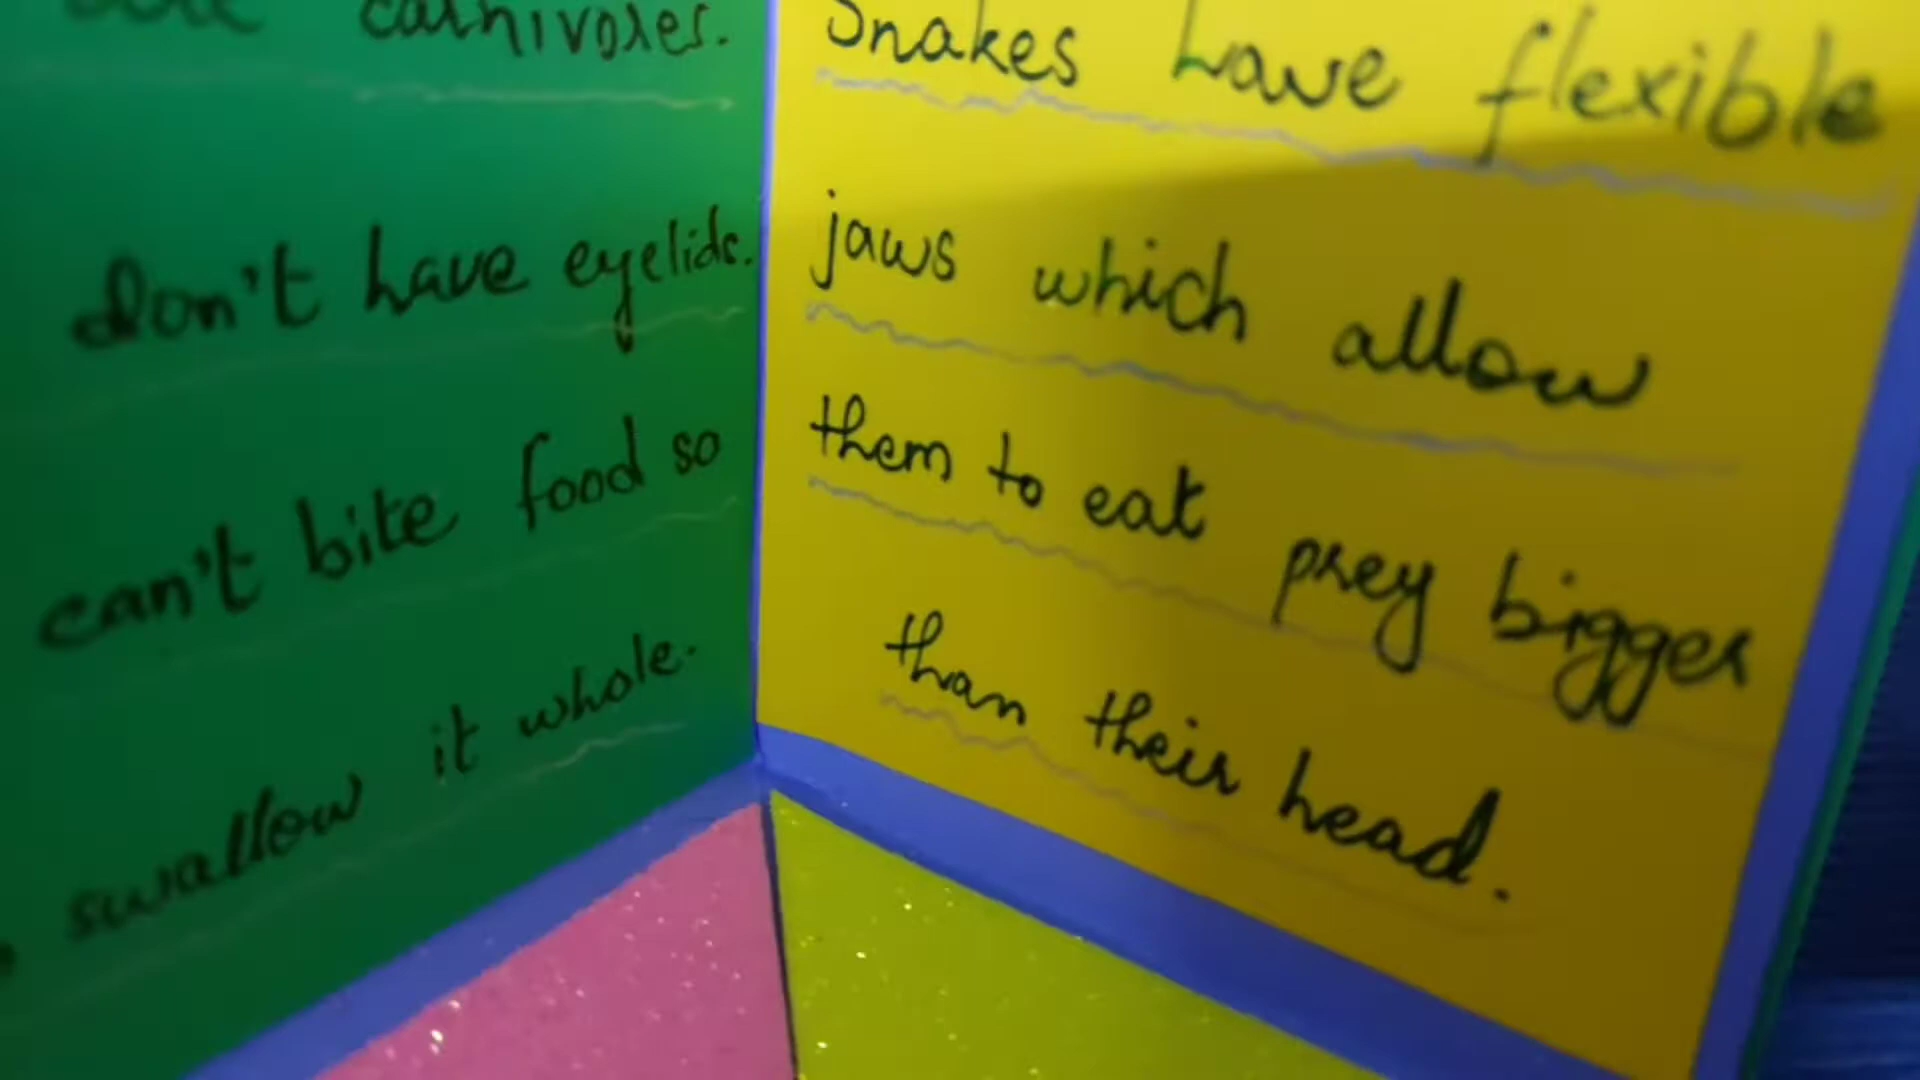 are carnivores.
don't have eyelids.
can't bite food so
swallow it whole.
Snakes have flexible
jaws which allow
them to eat prey bigger
than their head.